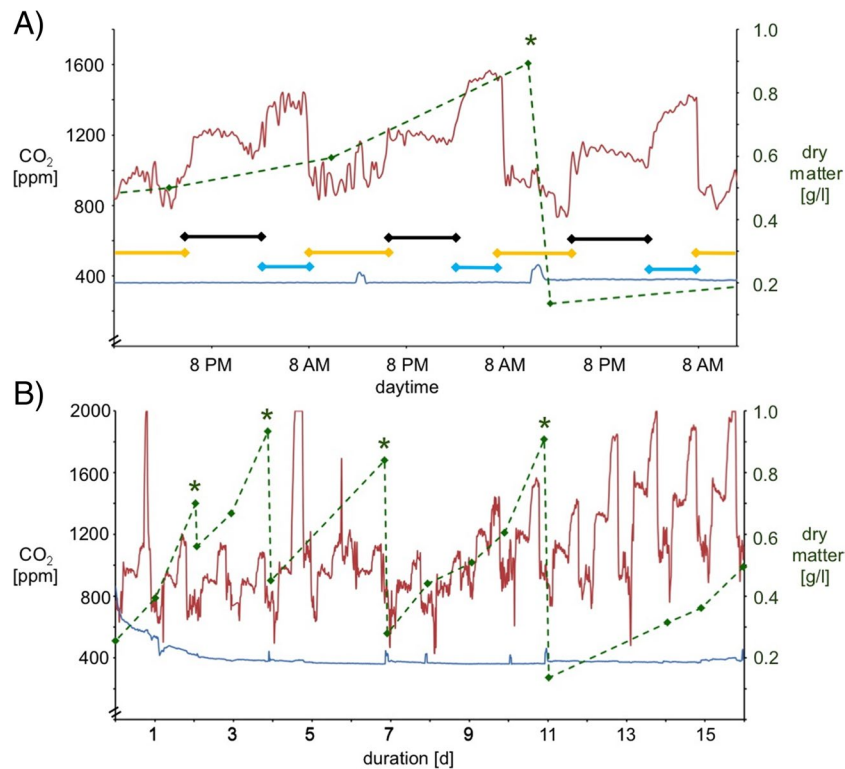 A)
*
1600
1200
800
400
CO2
[ppm]
1.0
0.8
0.6
0.4
0.2
dry
matter
[g/l]
8 PM
8 AM
8 PM
8 AM
8 PM
8 AM
daytime
B)
*
*
*
*
2000
1600
1200
800
400
CO2
[ppm]
1.0
0.8
0.6
0.4
0.2
dry
matter
[g/l]
1
3
5
7
9
11
13
15
duration [d]